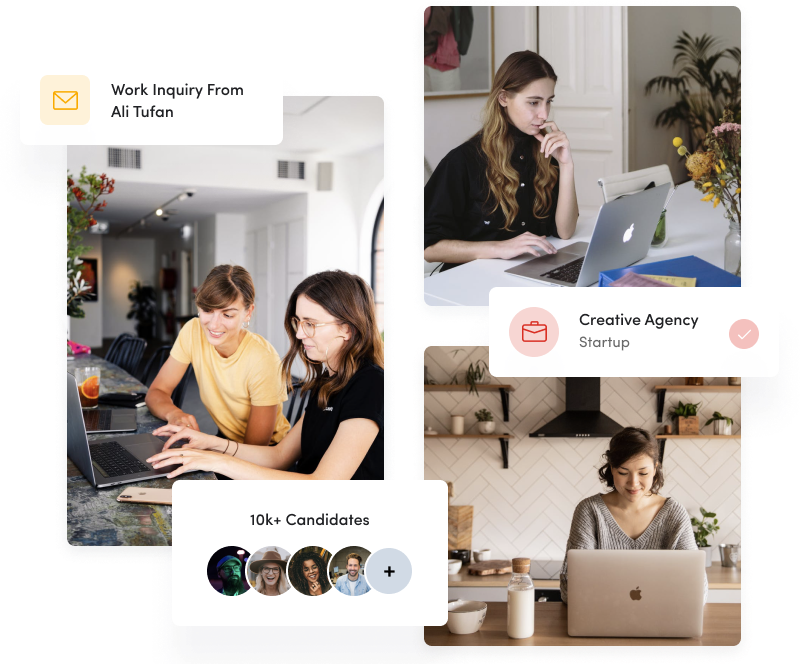 Work Inquiry From
Ali Tufan
Creative Agency
Startup
10k+ Candidates
+